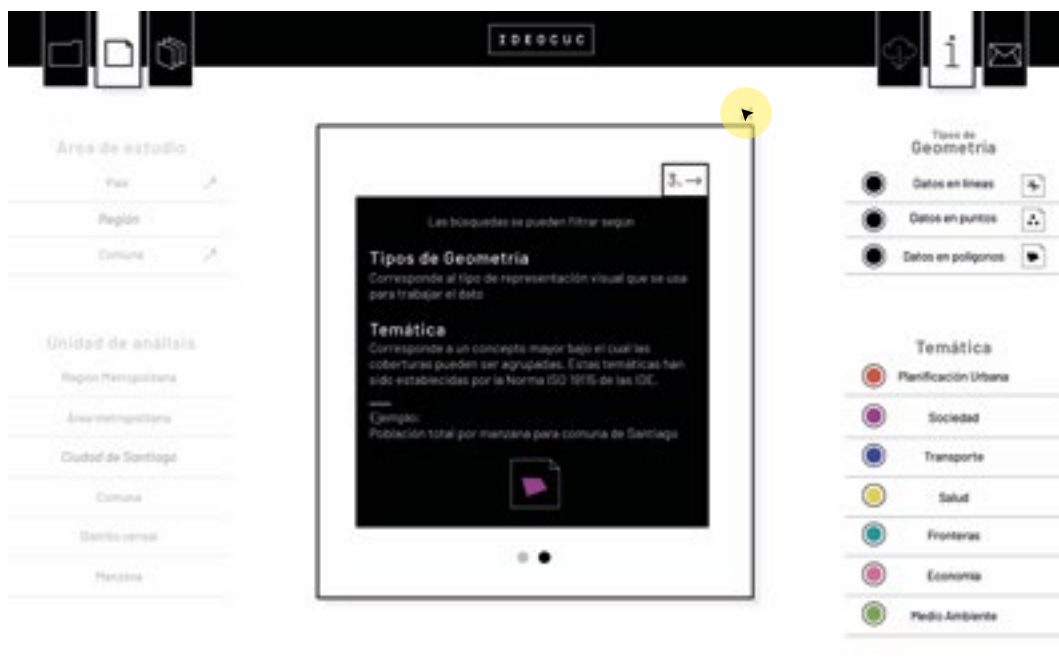 IDEOCUC
i
Área de estudio
País
Región
Comuna
Unidad de análisis
Región Metropolitana
Área metropolitana
Ciudad de Santiago
Comuna
Distrito censal
Manzana
3.→
Las búsquedas se pueden filtrar según
Tipos de Geometría
Corresponde al tipo de representación visual que se usa
para trabajar el dato
Temática
Corresponde a un concepto mayor bajo el cual las
coberturas pueden ser agrupadas. Estas temáticas han
sido establecidas por la Norma ISO 19115 de las IDE.
Ejemplo:
Población total por manzana para comuna de Santiago
Tipos de
Geometría
Datos en líneas
Datos en puntos
Datos en polígonos
Temática
Planificación Urbana
Sociedad
Transporte
Salud
Fronteras
Economía
Medio Ambiente